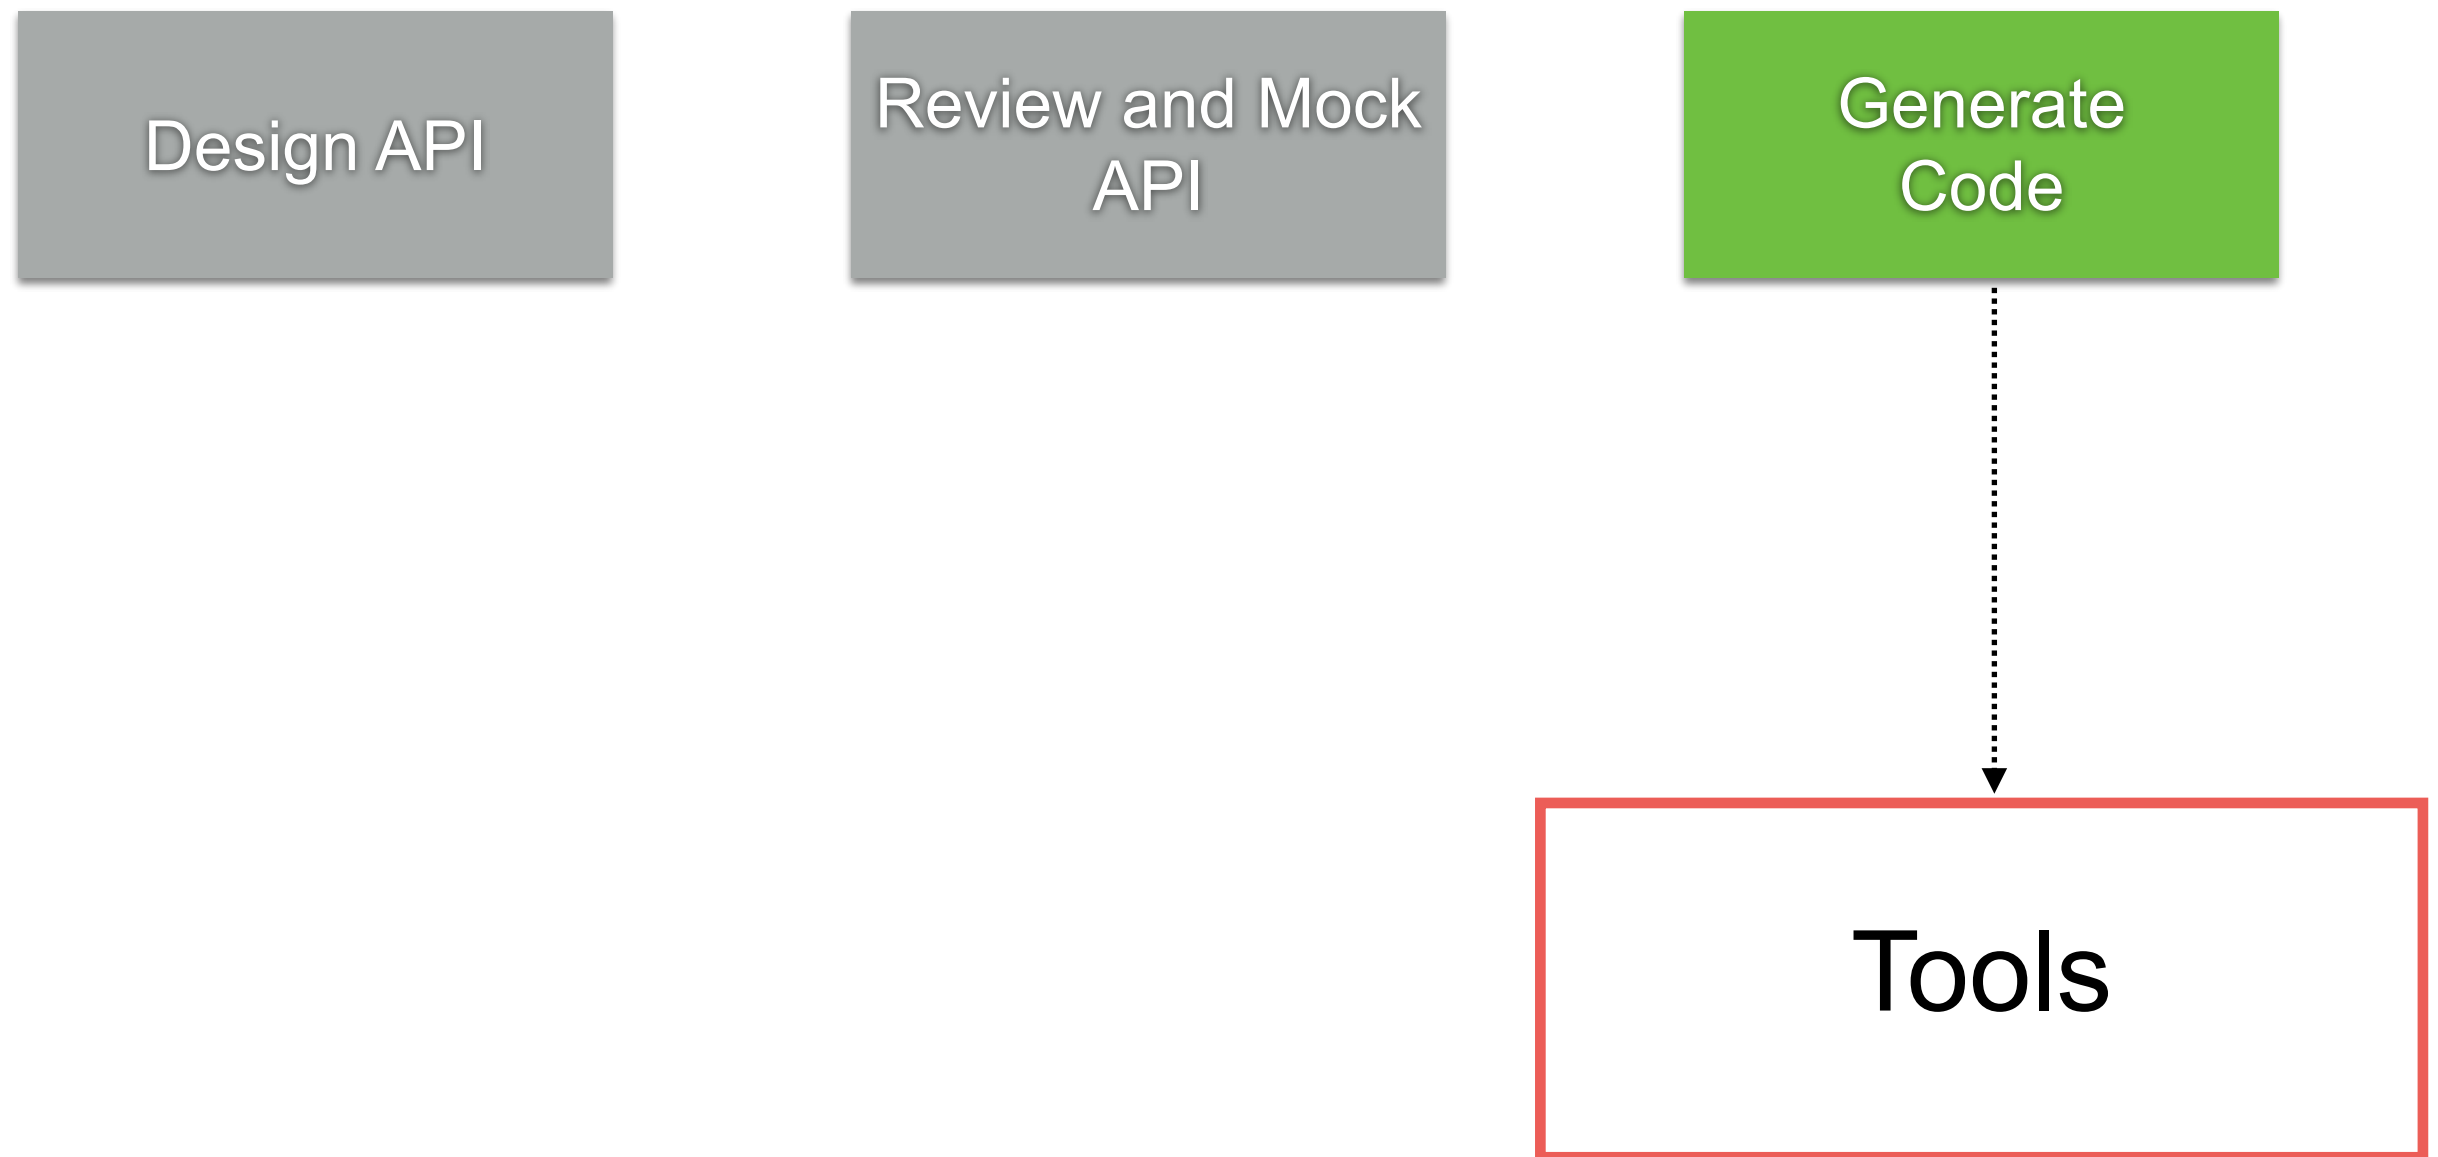 Design API
Review and Mock
API
Generate
Code
Tools